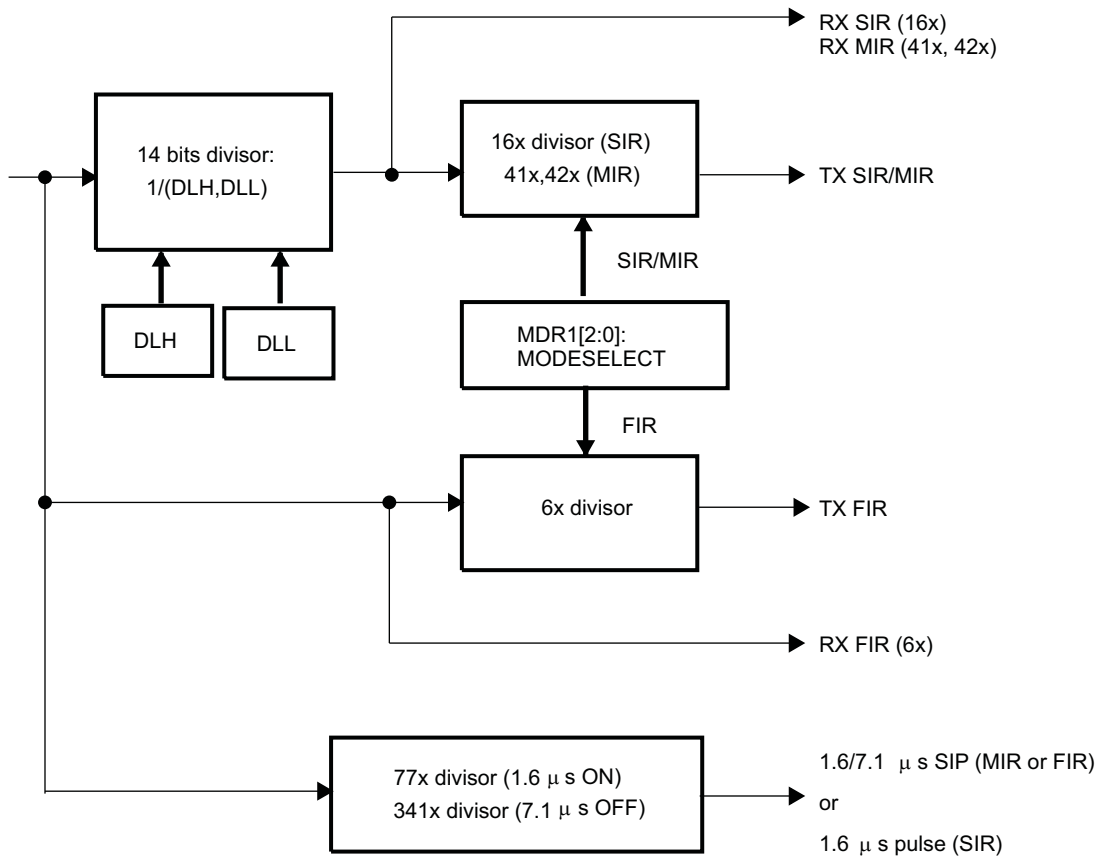 RX SIR (16x)
RX MIR (41x, 42x)
14 bits divisor:
1/(DLH,DLL)
16x divisor (SIR)
41x,42x (MIR)
TX SIR/MIR
SIR/MIR
DLH
DLL
MDR1[2:0]:
MODESELECT
FIR
6x divisor
TX FIR
RX FIR (6x)
77x divisor (1.6 μ s ON)
341x divisor (7.1 μ s OFF)
1.6/7.1 μ s SIP (MIR or FIR)
or
1.6 μ s pulse (SIR)